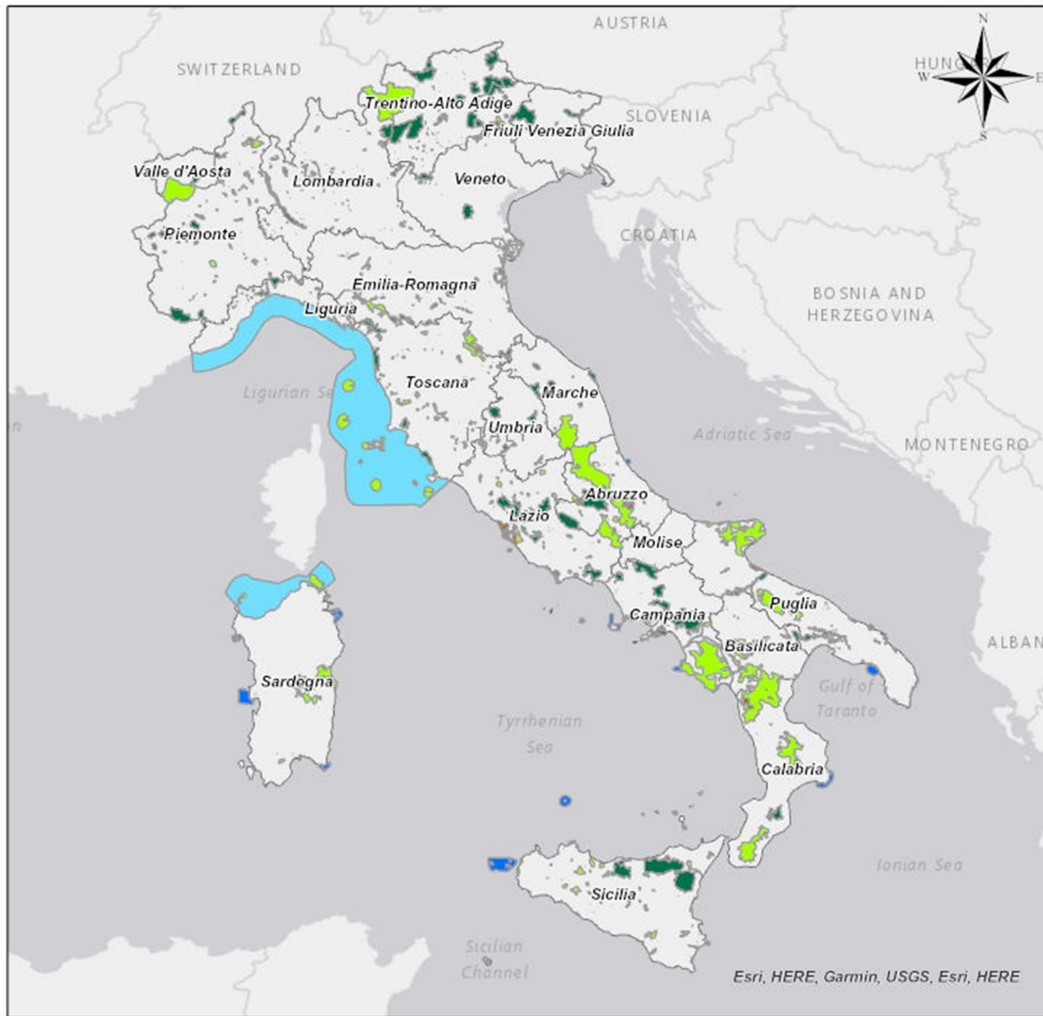 AUSTRIA
N
SWITZERLAND
HUNGARY
W
E
S
Trentino-Alto Adige
Friuli Venezia Giulia
SLOVENIA
Valle d'Aosta
Lombardia
Veneto
Piemonte
CROATIA
Emilia-Romagna
BOSNIA AND
HERZEGOVINA
Liguria
Toscana
Ligurian Se
Marche
Umbria
Adriatic Sea
MONTENEGRO
Abruzzo
Lazio
Molise
Puglia
Campania
Basilicata
ALBAN
Sardegna
Gulf of
Taranto
Tyrrhenian
Sea
Calabria
Ionian Sea
Sicilia
Sicilian
Channel
Esri, HERE, Garmin, USGS, Esri, HERE